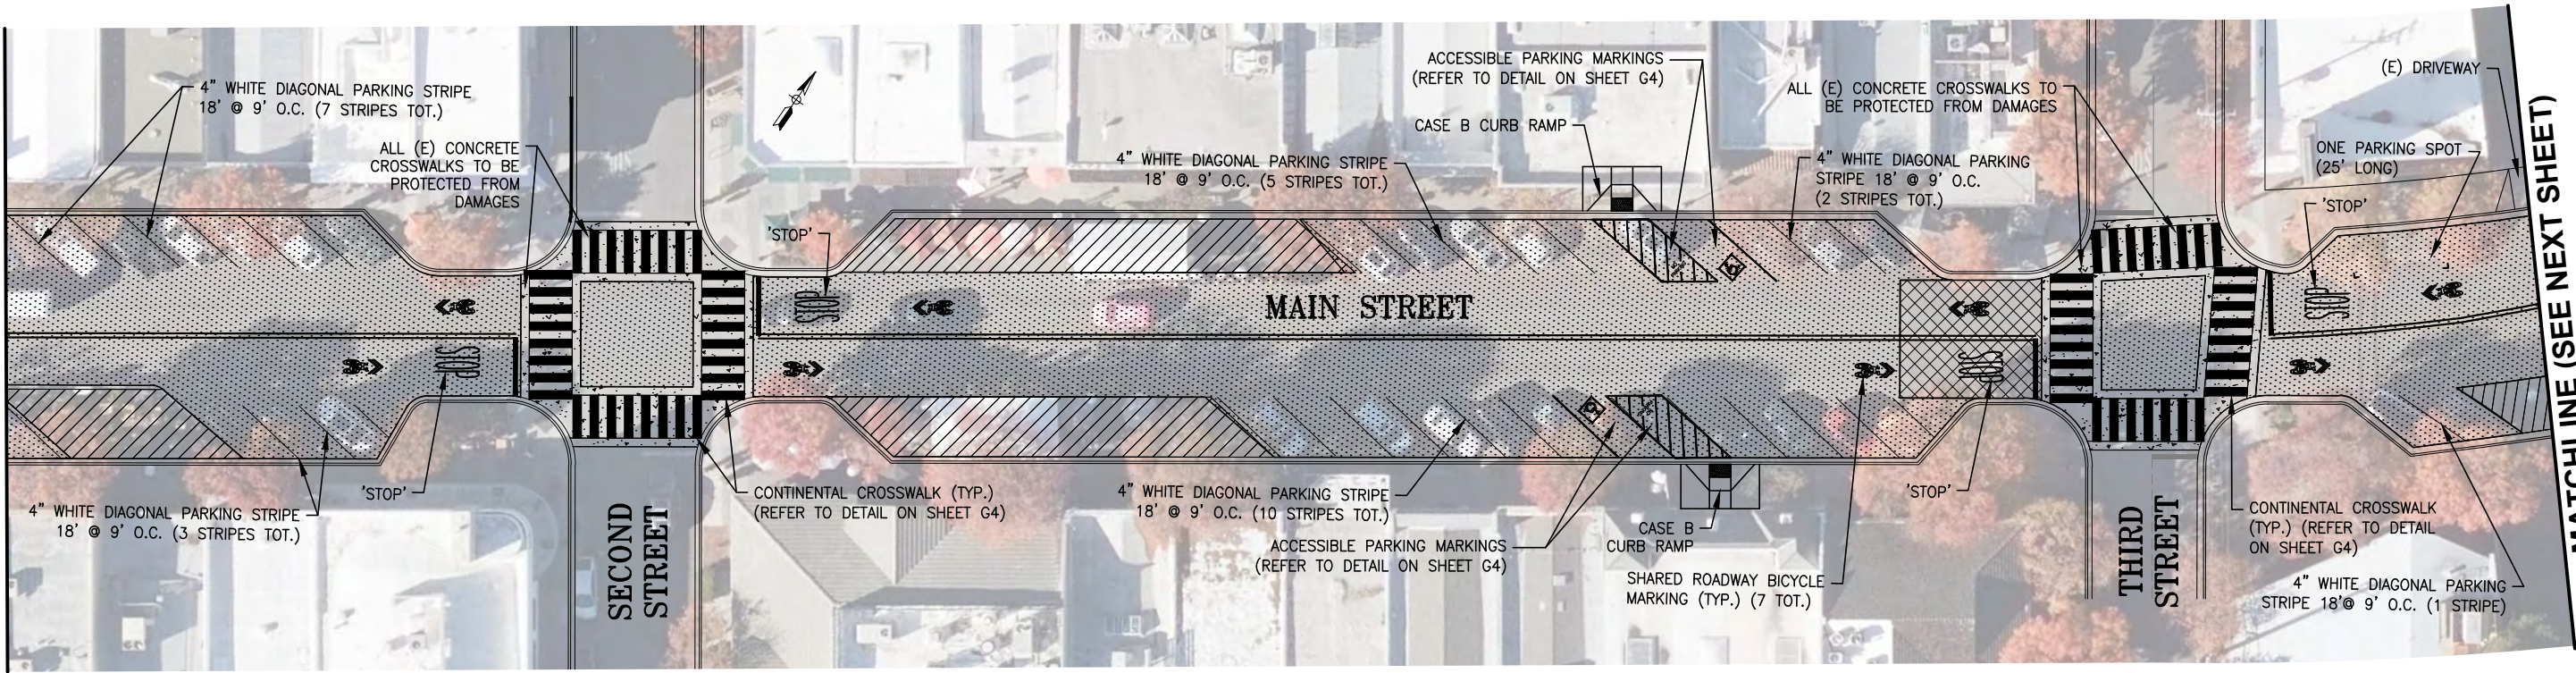 4" WHITE DIAGONAL PARKING STRIPE
18' @ 9' O.C. (7 STRIPES TOT.)
ALL (E) CONCRETE
CROSSWALKS TO BE
PROTECTED FROM
DAMAGES
'STOP'
4" WHITE DIAGONAL PARKING STRIPE
18' @ 9' O.C. (5 STRIPES TOT.)
ACCESSIBLE PARKING MARKINGS
(REFER TO DETAIL ON SHEET G4)
CASE B CURB RAMP
ALL (E) CONCRETE CROSSWALKS TO
BE PROTECTED FROM DAMAGES
4" WHITE DIAGONAL PARKING
STRIPE 18' @ 9' O.C.
(2 STRIPES TOT.)
(E) DRIVEWAY
ONE PARKING SPOT
(25' LONG)
'STOP'
MATCHLINE (SEE NEXT SHEET)
STOP
MAIN STREET
STOP
STOP
STOP
4" WHITE DIAGONAL PARKING STRIPE
18' @ 9' O.C. (3 STRIPES TOT.)
'STOP'
SECOND
STREET
CONTINENTAL CROSSWALK (TYP.)
(REFER TO DETAIL ON SHEET G4)
4" WHITE DIAGONAL PARKING STRIPE
18' @ 9' O.C. (10 STRIPES TOT.)
ACCESSIBLE PARKING MARKINGS
(REFER TO DETAIL ON SHEET G4)
CASE B
CURB RAMP
SHARED ROADWAY BICYCLE
MARKING (TYP.) (7 TOT.)
'STOP'
THIRD
STREET
CONTINENTAL CROSSWALK
(TYP.) (REFER TO DETAIL
ON SHEET G4)
4" WHITE DIAGONAL PARKING
STRIPE 18'@ 9' O.C. (1 STRIPE)